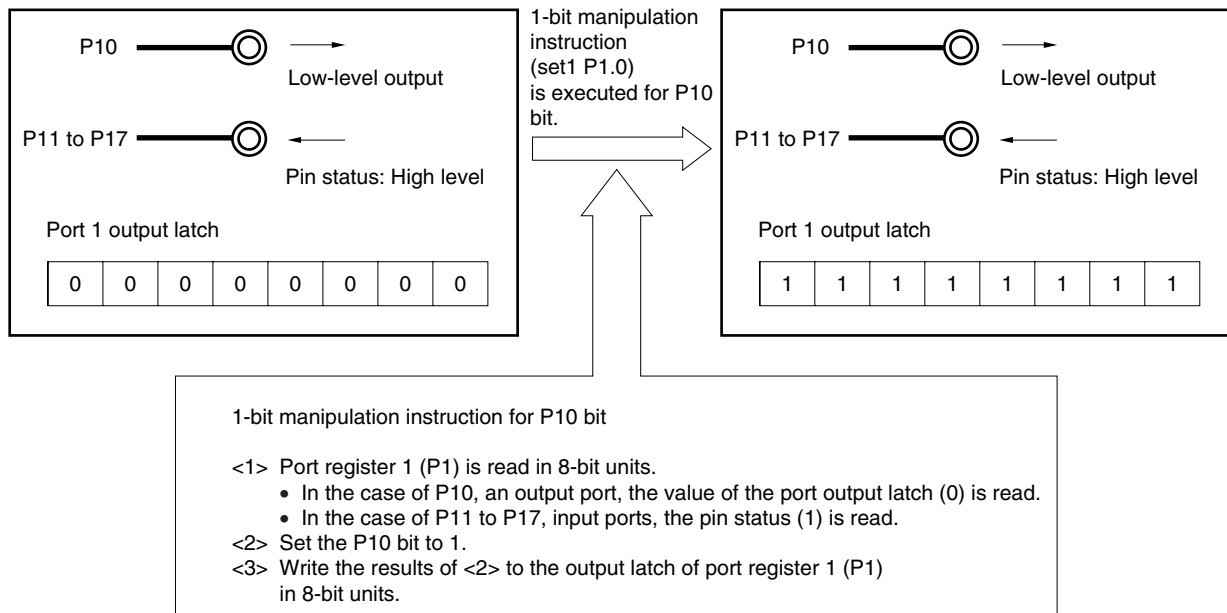 P10
Low-level output
P11 to P17
Pin status: High level
Port 1 output latch
0 0 0 0 0 0 0 0
1-bit manipulation
instruction
(set1 P1.0)
is executed for P10
bit.
P10
Low-level output
P11 to P17
Pin status: High level
Port 1 output latch
1 1 1 1 1 1 1 1
1-bit manipulation instruction for P10 bit
<1> Port register 1 (P1) is read in 8-bit units.
• In the case of P10, an output port, the value of the port output latch (0) is read.
• In the case of P11 to P17, input ports, the pin status (1) is read.
<2> Set the P10 bit to 1.
<3> Write the results of <2> to the output latch of port register 1 (P1)
in 8-bit units.